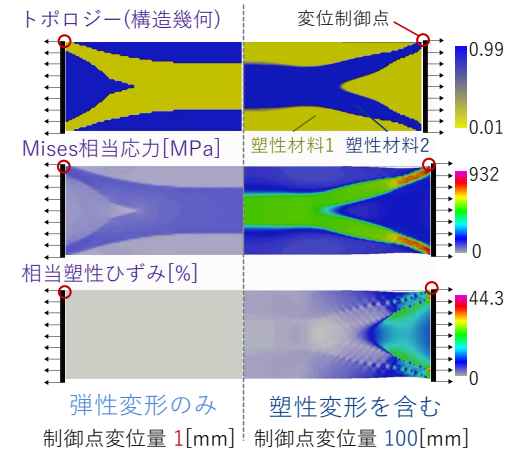 トポロジー(構造幾何)
変位制御点
0.99
0.01
塑性材料1 塑性材料2
Mises相当応力[MPa]
932
0
相当塑性ひずみ[%]
44.3
0
弾性変形のみ 塑性変形を含む
制御点変位量 1[mm] 制御点変位量 100[mm]